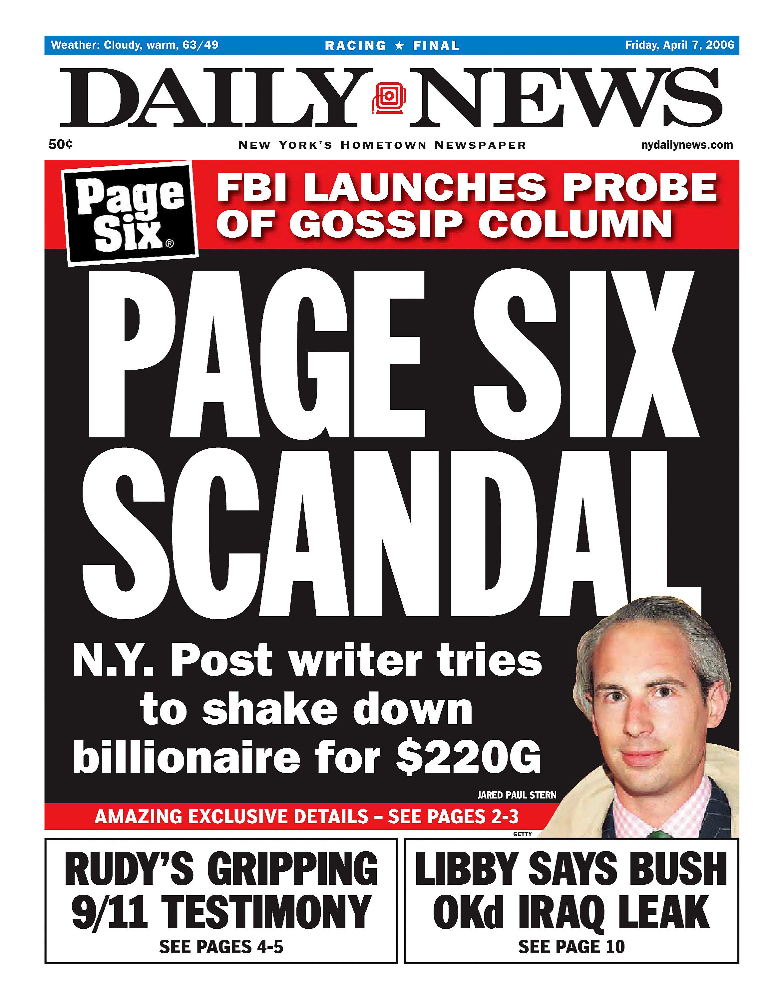 Weather: Cloudy, warm, 63/49
RACING ★ FINAL
Friday, April 7, 2006
DAILY NEWS
50¢
NEW YORK'S HOMETOWN NEWSPAPER
nydailynews.com
Page
Six®
FBI LAUNCHES PROBE
OF GOSSIP COLUMN
PAGE SIX
SCANDAL
N.Y. Post writer tries
to shake down
billionaire for $220G
JARED PAUL STERN
AMAZING EXCLUSIVE DETAILS – SEE PAGES 2-3
GETTY
RUDY’S GRIPPING
9/11 TESTIMONY
SEE PAGES 4-5
LIBBY SAYS BUSH
OKd IRAQ LEAK
SEE PAGE 10